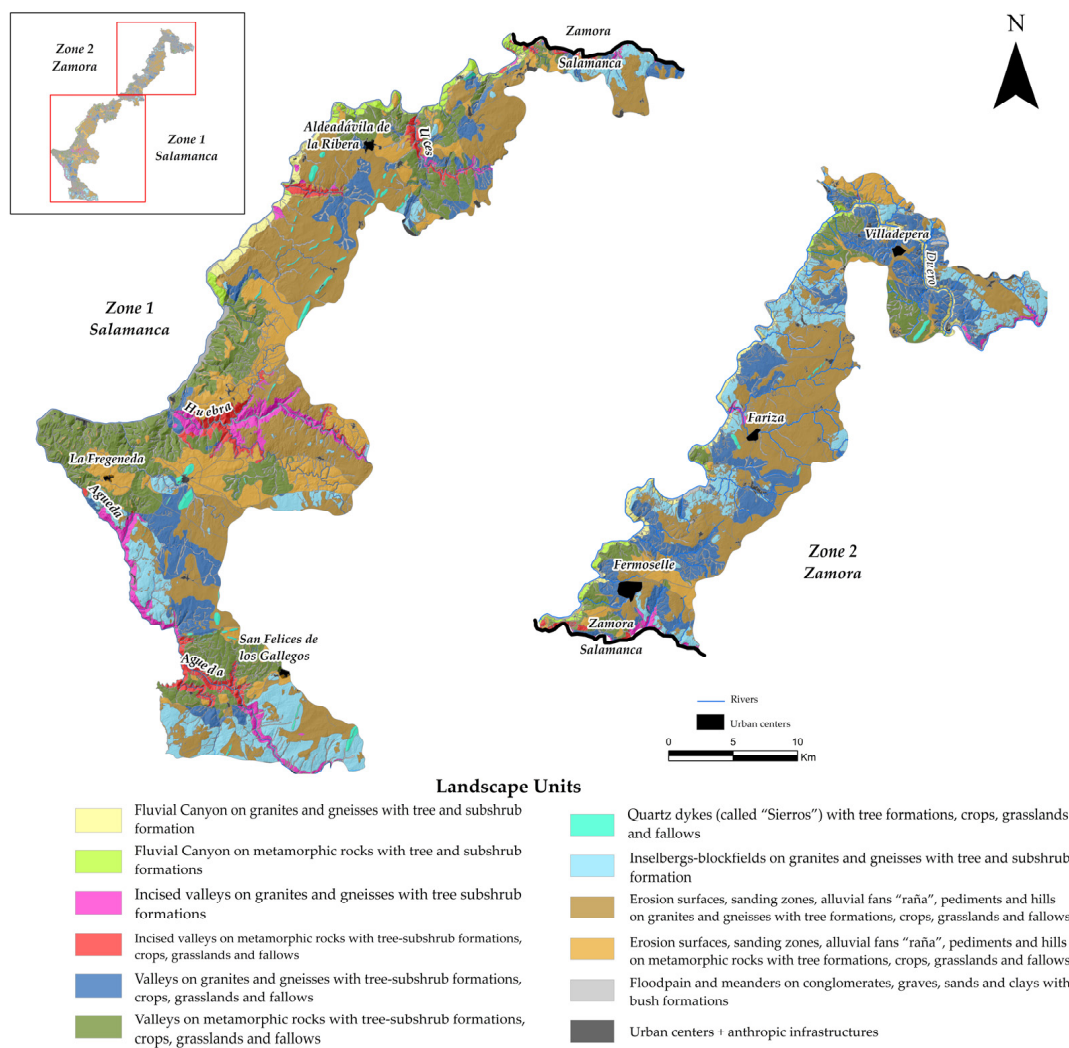 Zone 2
Zamora
Zone 1
Salamanca
N
Zamora
Salamanca
Aldeadávila de
la Ribera
Uces
Zone 1
Salamanca
Huebra
La Fregeneda
Agueda
San Felices de
los Gallegos
Agueda
Villadepera
Duero
Fariza
Zone 2
Zamora
Fermoselle
Zamora
Salamanca
Rivers
Urban centers
0 5 10
Km
Landscape Units
Fluvial Canyon on granites and gneisses with tree and subshrub
formation
Fluvial Canyon on metamorphic rocks with tree and subshrub
formations
Incised valleys on granites and gneisses with tree subshrub
formations
Incised valleys on metamorphic rocks with tree-subshrub formations,
crops, grasslands and fallows
Valleys on granites and gneisses with tree-subshrub formations,
crops, grasslands and fallows
Valleys on metamorphic rocks with tree-subshrub formations,
crops, grasslands and fallows
Quartz dykes (called “Sierros”) with tree formations, crops, grasslands
and fallows
Inselbergs-blockfields on granites and gneisses with tree and subshrub
formation
Erosion surfaces, sanding zones, alluvial fans “raña”, pediments and hills
on granites and gneisses with tree formations, crops, grasslands and fallows
Erosion surfaces, sanding zones, alluvial fans “raña”, pediments and hills
on metamorphic rocks with tree formations, crops, grasslands and fallows
Floodpain and meanders on conglomerates, graves, sands and clays with
bush formations
Urban centers + anthropic infrastructures